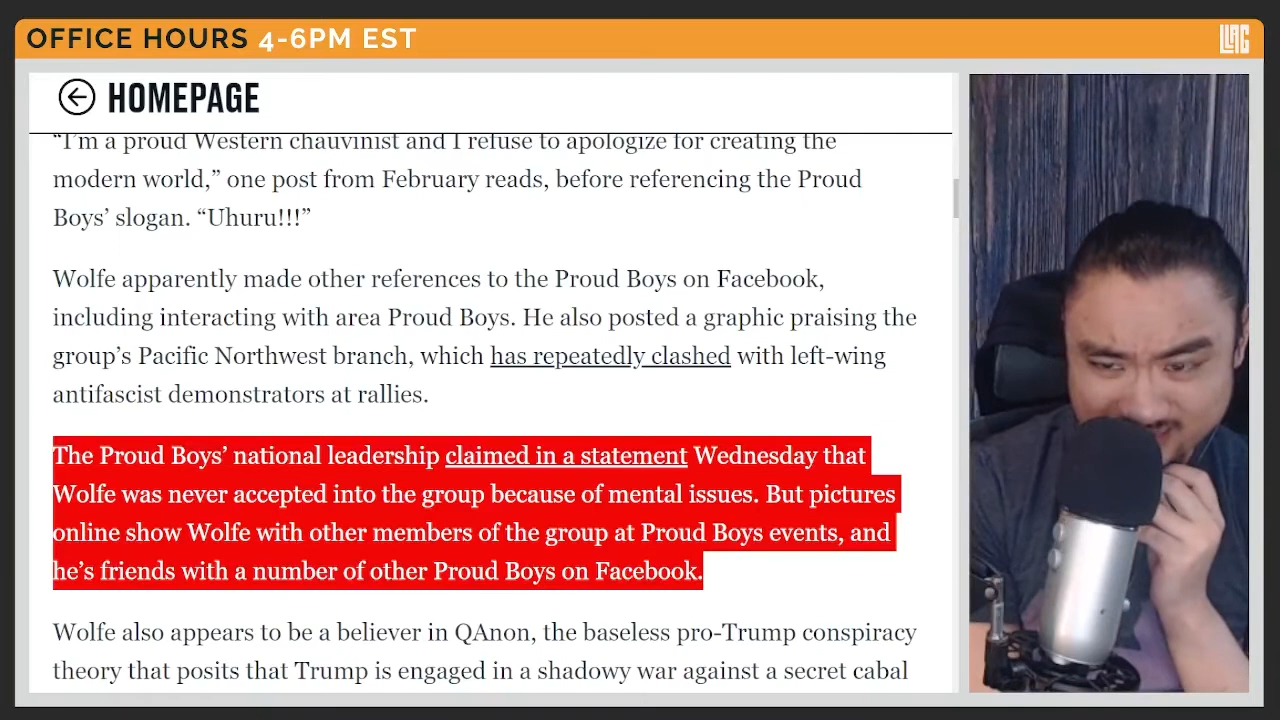 OFFICE HOURS 4-6PM EST
LLAG
HOMEPAGE
“I’m a proud Western chauvinist and I refuse to apologize for creating the
modern world,” one post from February reads, before referencing the Proud
Boys’ slogan. “Uhuru!!!”
Wolfe apparently made other references to the Proud Boys on Facebook,
including interacting with area Proud Boys. He also posted a graphic praising the
group’s Pacific Northwest branch, which has repeatedly clashed with left-wing
antifascist demonstrators at rallies.
The Proud Boys’ national leadership claimed in a statement Wednesday that
Wolfe was never accepted into the group because of mental issues. But pictures
online show Wolfe with other members of the group at Proud Boys events, and
he’s friends with a number of other Proud Boys on Facebook.
Wolfe also appears to be a believer in QAnon, the baseless pro-Trump conspiracy
theory that posits that Trump is engaged in a shadowy war against a secret cabal